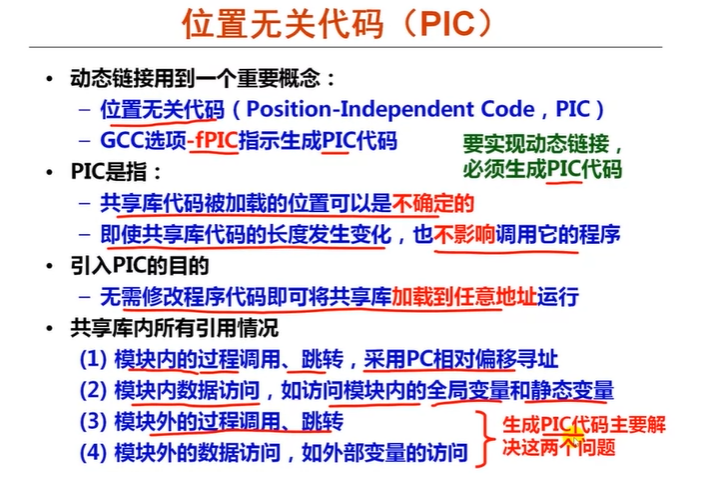 位置无关代码（PIC）
• 动态链接用到一个重要概念：
– 位置无关代码（Position-Independent Code，PIC）
– GCC选项-fPIC指示生成PIC代码
要实现动态链接，
必须生成PIC代码
• PIC是指：
– 共享库代码被加载的位置可以是不确定的
– 即使共享库代码的长度发生变化，也不影响调用它的程序
• 引入PIC的目的
– 无需修改程序代码即可将共享库加载到任意地址运行
• 共享库内所有引用情况
(1) 模块内的过程调用、跳转，采用PC相对偏移寻址
(2) 模块内数据访问，如访问模块内的全局变量和静态变量
(3) 模块外的过程调用、跳转
(4) 模块外的数据访问，如外部变量的访问
生成PIC代码主要解
决这两个问题